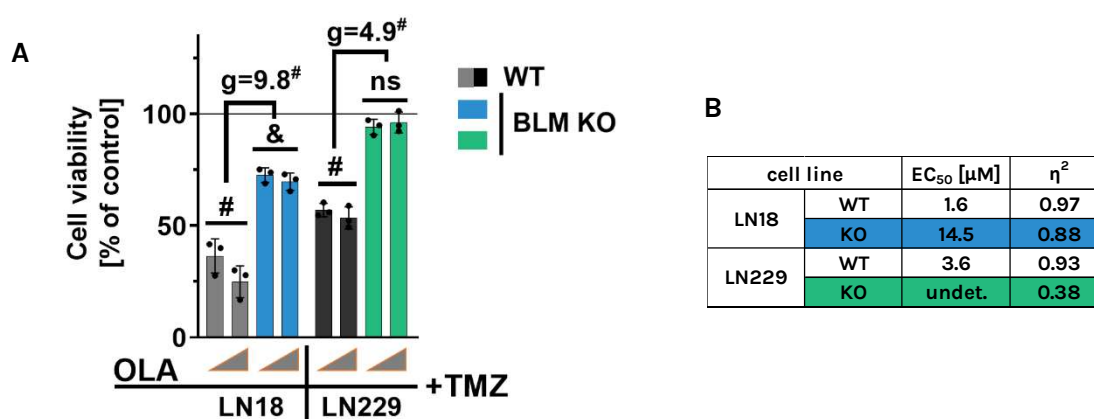 A
Cell viability
[% of control]
100
50
0
g=9.8#
g=4.9#
#
&
#
ns
WT
BLM KO
OLA
+TMZ
LN18
LN229
B
cell line EC₅₀ [µM] η²
LN18 WT 1.6 0.97
KO 14.5 0.88
LN229 WT 3.6 0.93
KO undet. 0.38